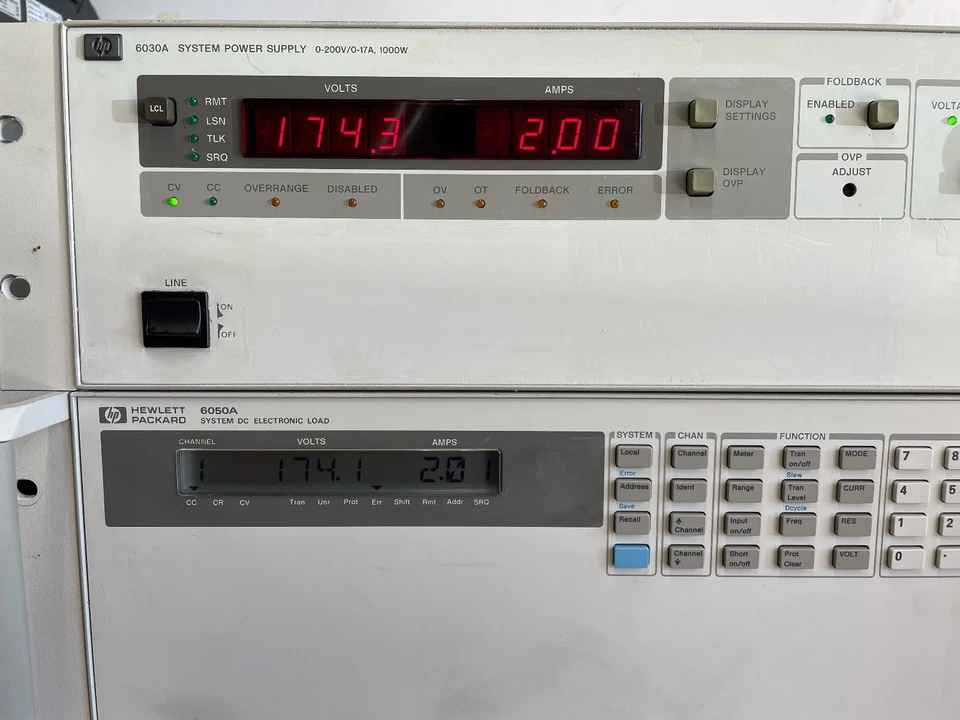 hp 6030A SYSTEM POWER SUPPLY 0-200V/0-17A, 1000W
VOLTS AMPS
LCL
RMT
LSN
TLK
SRQ
174.3 2.00
DISPLAY
SETTINGS
DISPLAY
OVP
FOLDBACK
ENABLED
OVP
ADJUST
CV CC OVERRANGE DISABLED
OV OT FOLDBACK ERROR
LINE
ON
OFF
hp HEWLETT
PACKARD
6050A
SYSTEM DC ELECTRONIC LOAD
CHANNEL VOLTS AMPS
1 174.1 2.01
CC CR CV Tran Unr Prot Err Shift Rmt Addr SRQ
SYSTEM CHAN FUNCTION
Local Channel Meter Tran on/off MODE 7 8
Error Slew
Address Ident Range Tran Level CURR 4 5
Save Dcycle
Recall ↑ Channel Input on/off Freq RES 1 2
Channel ↓ Short on/off Prot Clear VOLT 0 .